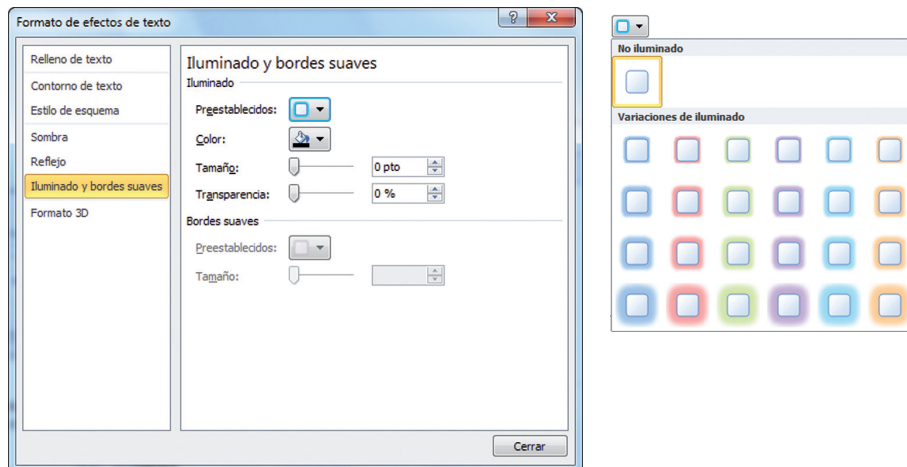 Formato de efectos de texto
Relleno de texto
Contorno de texto
Estilo de esquema
Sombra
Reflejo
Iluminado y bordes suaves
Formato 3D
Iluminado y bordes suaves
Iluminado
Preestablecidos:
Color:
Tamaño: 0 pto
Transparencia: 0 %
Bordes suaves
Preestablecidos:
Tamaño:
Cerrar
No iluminado
Variaciones de iluminado